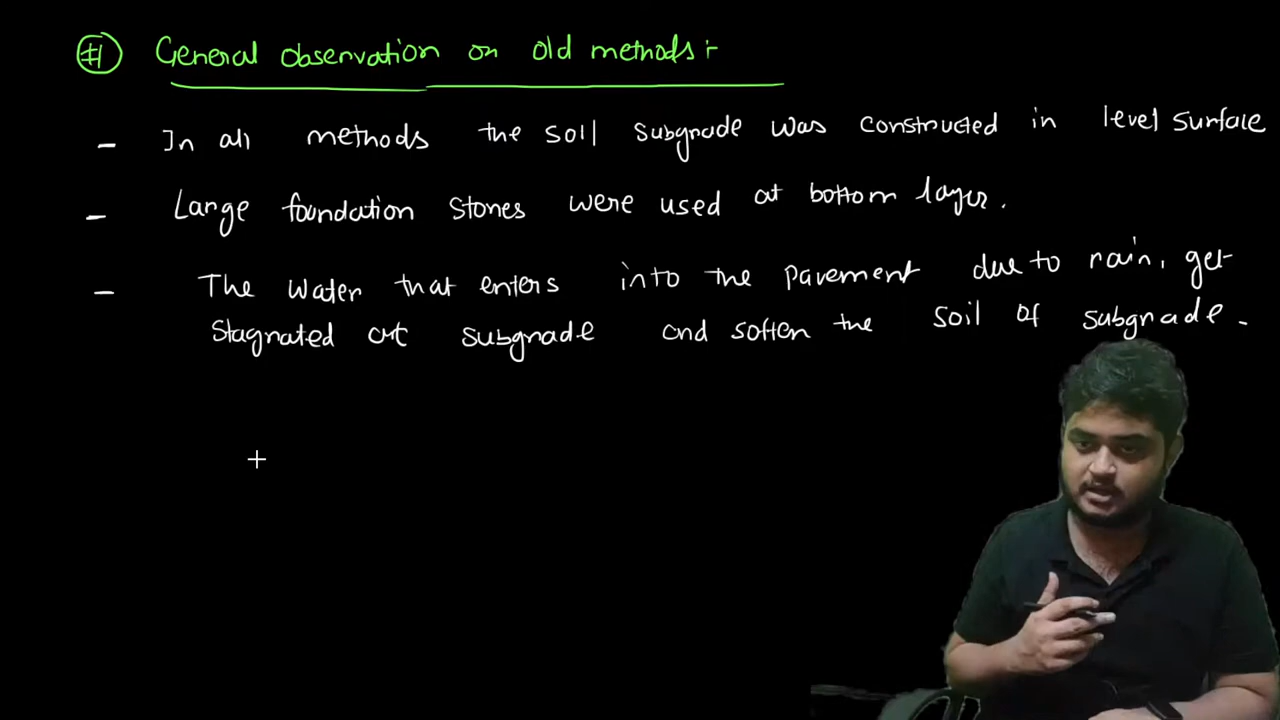 # General observation on old methods :-
- In all methods the soil subgrade was constructed in level surface
- Large foundation stones were used at bottom layer.
- The water that enters into the pavement due to rain, get
stagnated at subgrade and soften the soil of subgrade.